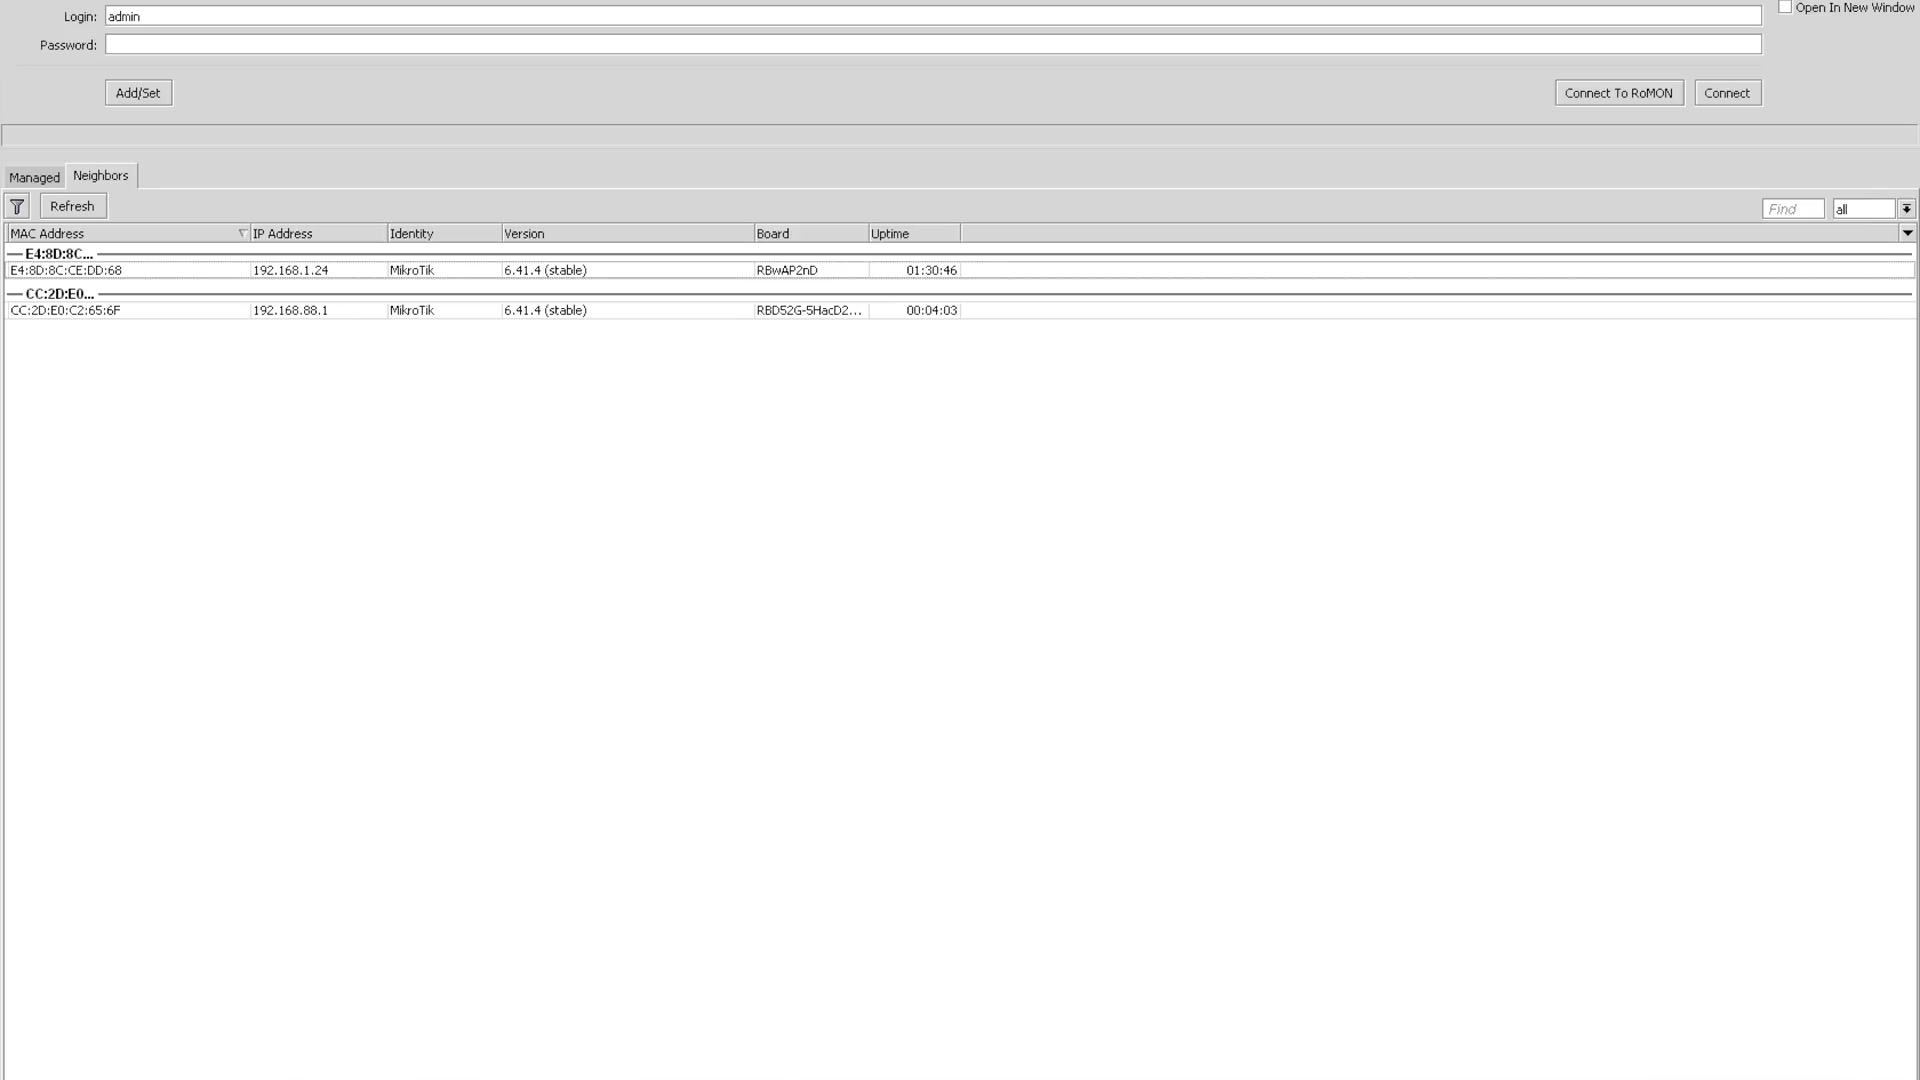 Login: admin Open In New Window
Password:
Add/Set Connect To RoMON Connect
Managed Neighbors
Refresh Find all
MAC Address IP Address Identity Version Board Uptime
E4:8D:8C...
E4:8D:8C:CE:DD:68 192.168.1.24 MikroTik 6.41.4 (stable) RBwAP2nD 01:30:46
CC:2D:E0...
CC:2D:E0:C2:65:6F 192.168.88.1 MikroTik 6.41.4 (stable) RBD52G-5HacD2... 00:04:03